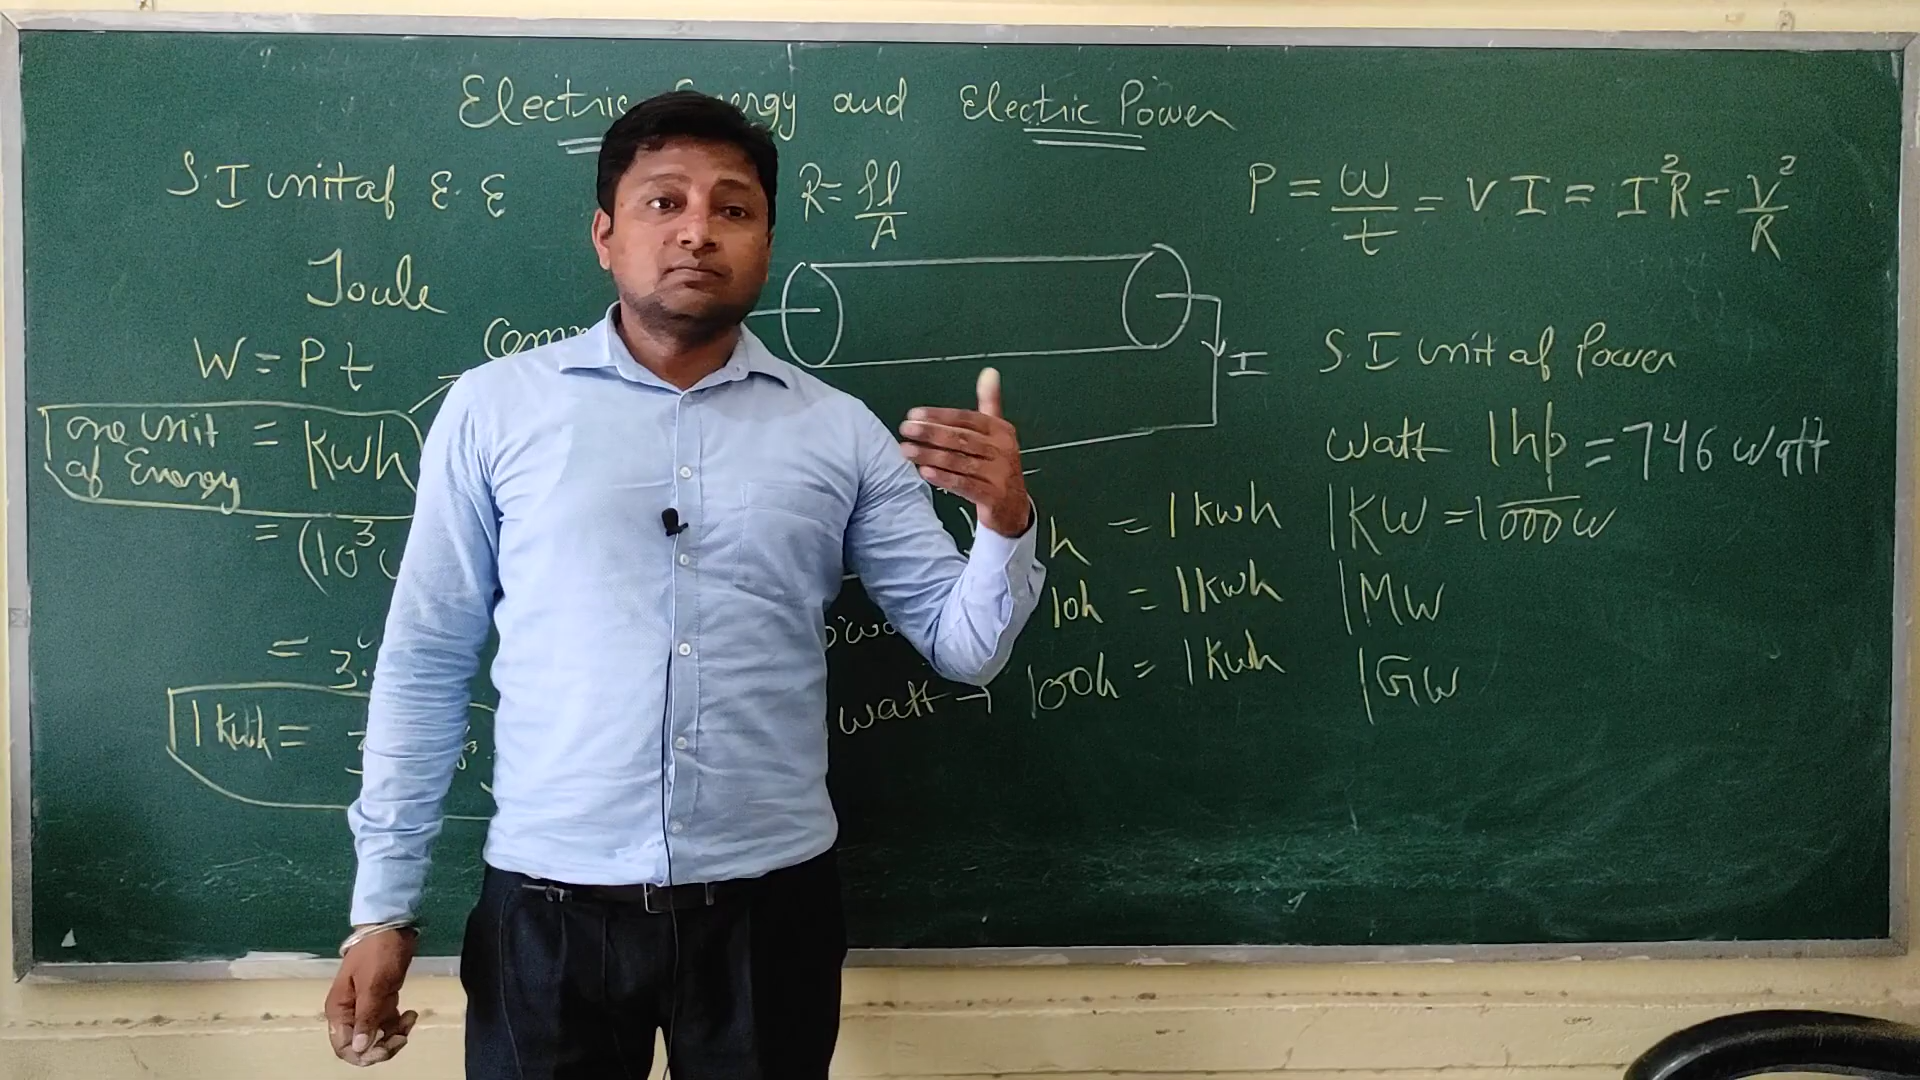 Electric Energy and Electric Power
S.I unit of E.E
Joule
W = Pt
one unit of Energy = Kwh
= (10³
= 3.
1 Kwh =
R = ρl/A
I
h = 1 Kwh
10h = 1 Kwh
watt → 100h = 1 Kwh
P = W/t = VI = I²R = V²/R
S.I unit of Power
watt 1hp = 746 watt
1KW = 1000W
1MW
1GW